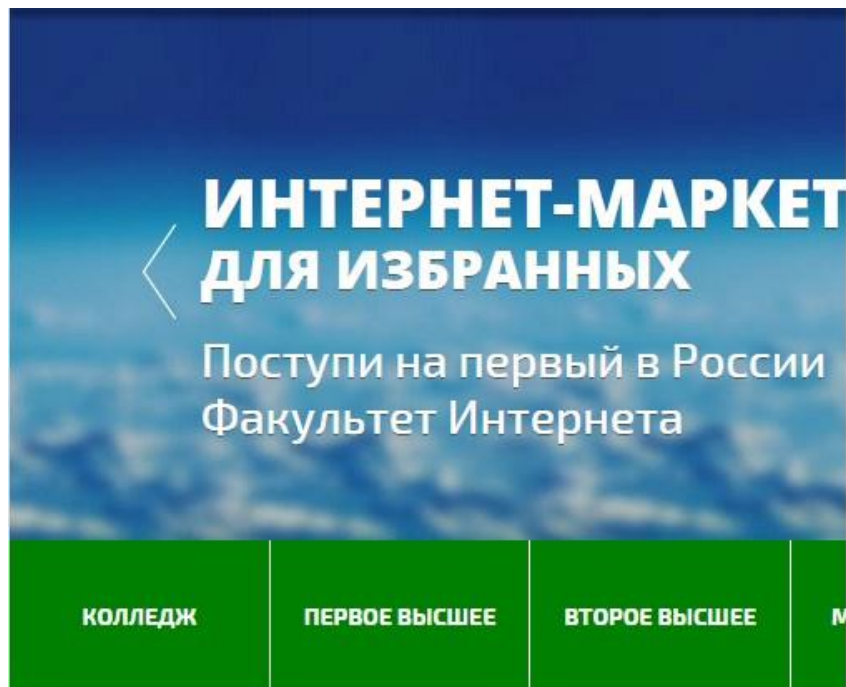 ИНТЕРНЕТ-МАРКЕТ
ДЛЯ ИЗБРАННЫХ
Поступи на первый в России
Факультет Интернета
КОЛЛЕДЖ
ПЕРВОЕ ВЫСШЕЕ
ВТОРОЕ ВЫСШЕЕ
М